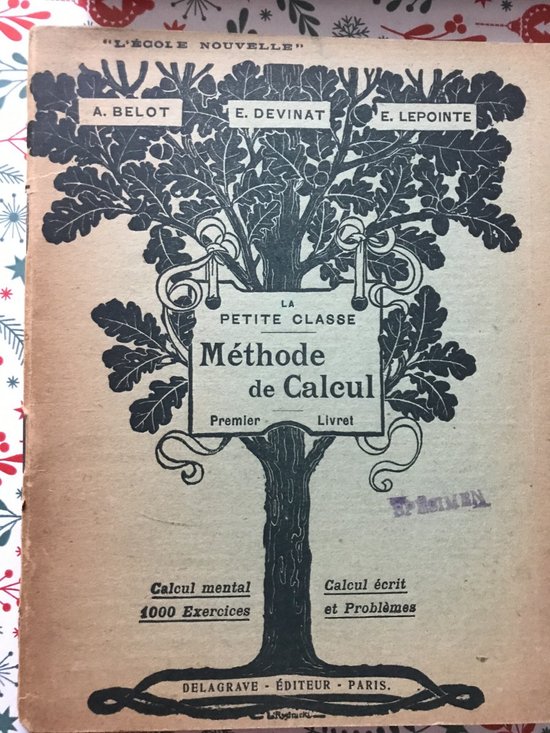 "L'ÉCOLE NOUVELLE"
A. BELOT
E. DEVINAT
E. LEPOINTE
LA
PETITE CLASSE
Méthode
de Calcul
Premier Livret
SPÉCIMEN
Calcul mental
1000 Exercices
Calcul écrit
et Problèmes
DELAGRAVE - ÉDITEUR - PARIS.